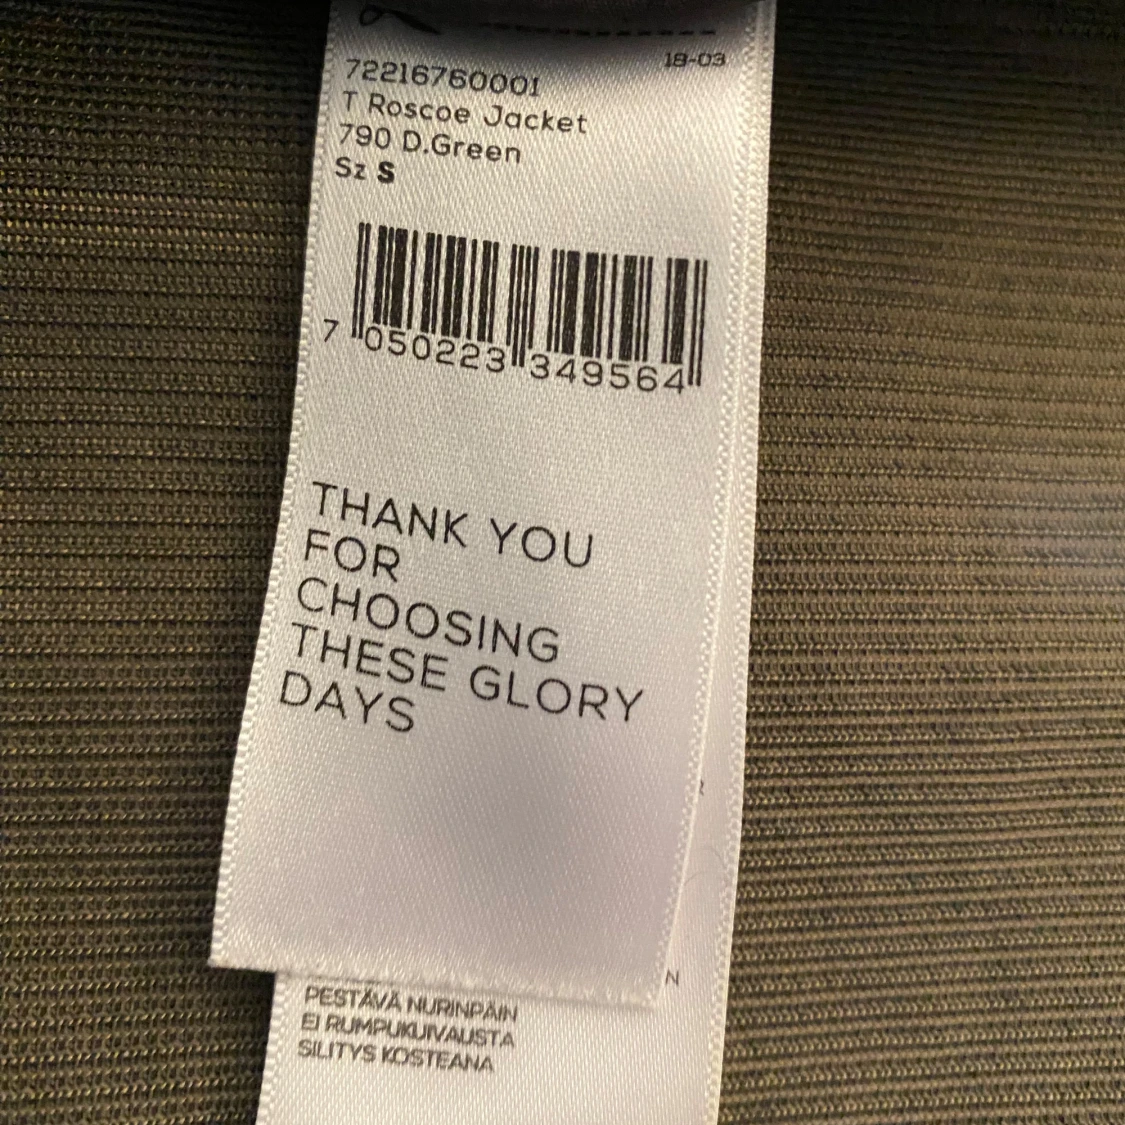 18-03
72216760001
T Roscoe Jacket
790 D.Green
Sz S
7 050223 349564
THANK YOU
FOR
CHOOSING
THESE GLORY
DAYS
R
N
PESTÄVÄ NURINPÄIN
EI RUMPUKUIVAUSTA
SILITYS KOSTEANA